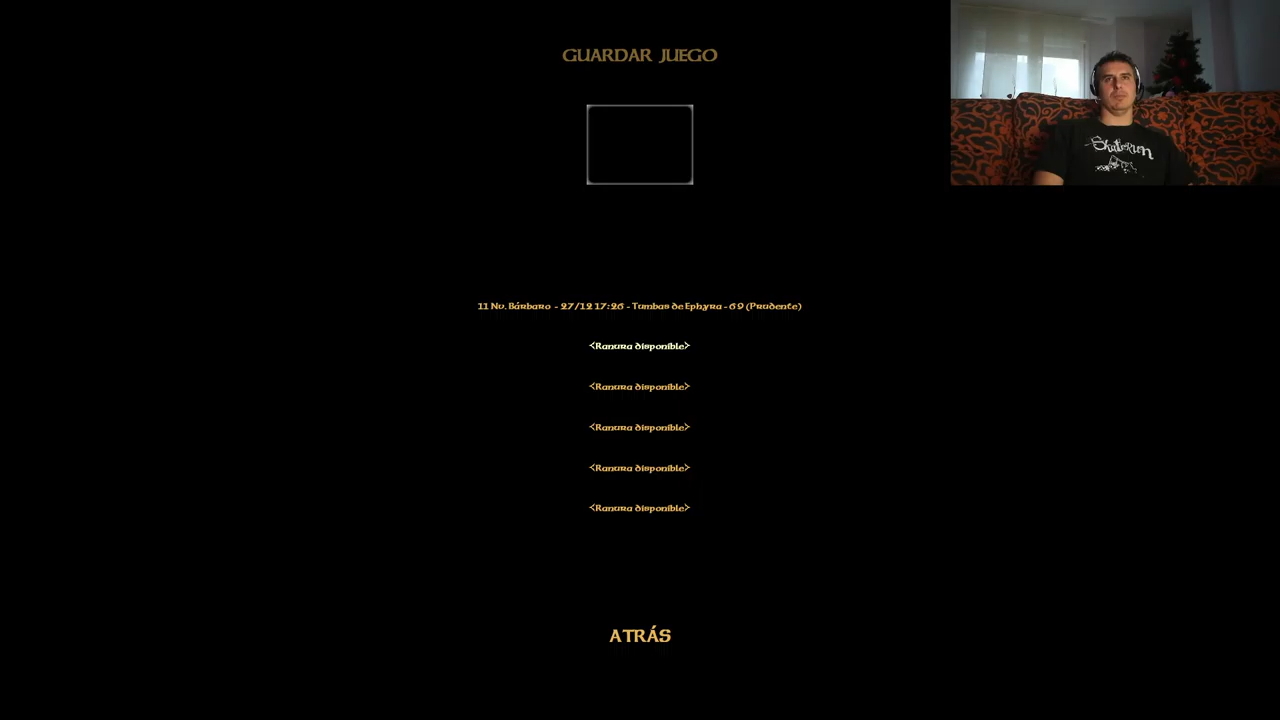 GUARDAR JUEGO
Skaterun
11 Nv. Bárbaro - 27/12 17:26 - Tumbas de Ephyra - 69 (Prudente)
<Ranura disponible>
<Ranura disponible>
<Ranura disponible>
<Ranura disponible>
<Ranura disponible>
ATRÁS